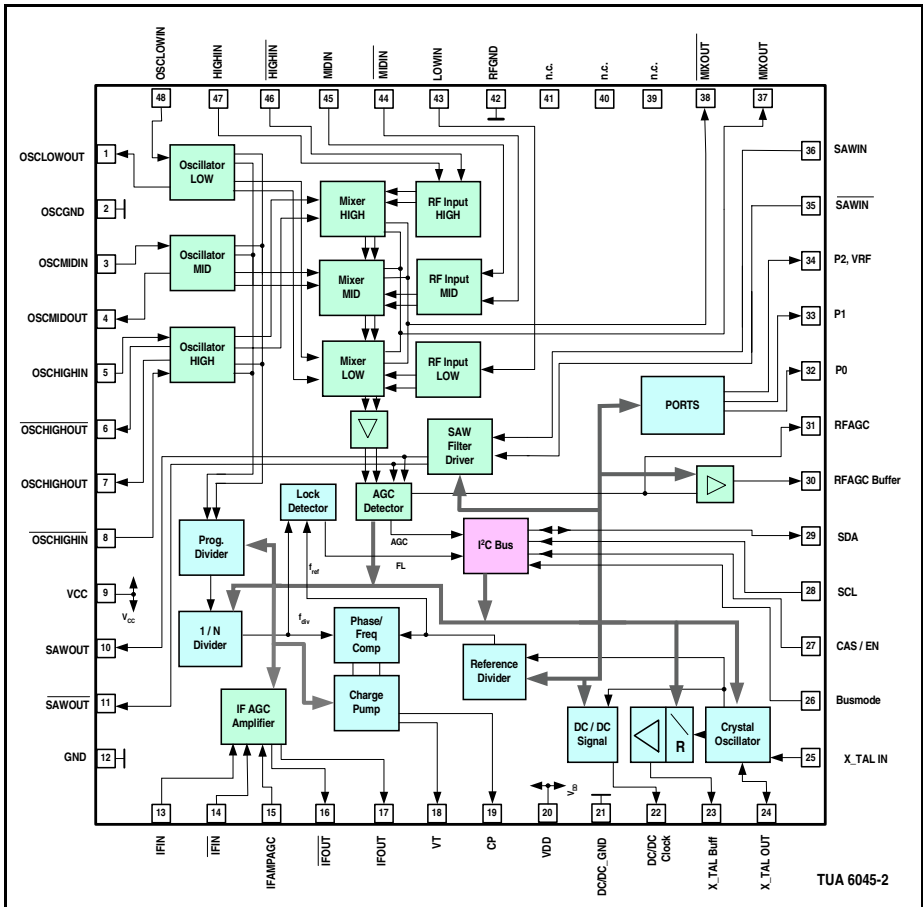 OSCLOWIN
HIGHIN
HIGHIN
MIDIN
MIDIN
LOWIN
RFGND
n.c.
n.c.
n.c.
MIXOUT
MIXOUT
48
47
46
45
44
43
42
41
40
39
38
37
OSCLOWOUT
1
OSCGND
2
OSCMIDIN
3
OSCMIDOUT
4
OSCHIGHIN
5
OSCHIGHOUT
6
OSCHIGHOUT
7
OSCHIGHIN
8
VCC
9
VCC
SAWOUT
10
SAWOUT
11
GND
12
Oscillator
LOW
Oscillator
MID
Oscillator
HIGH
Mixer
HIGH
RF Input
HIGH
Mixer
MID
RF Input
MID
Mixer
LOW
RF Input
LOW
SAW
Filter
Driver
PORTS
Lock
Detector
AGC
Detector
AGC
FL
I²C Bus
Prog.
Divider
fref
fdiv
1 / N
Divider
Phase/
Freq
Comp
Reference
Divider
Charge
Pump
IF AGC
Amplifier
DC / DC
Signal
/
R
Crystal
Oscillator
VB
36
SAWIN
35
SAWIN
34
P2, VRF
33
P1
32
P0
31
RFAGC
30
RFAGC Buffer
29
SDA
28
SCL
27
CAS / EN
26
Busmode
25
X_TAL IN
13
14
15
16
17
18
19
20
21
22
23
24
IFIN
IFIN
IFAMPAGC
IFOUT
IFOUT
VT
CP
VDD
DC/DC_GND
DC/DC
Clock
X_TAL Buff
X_TAL OUT
TUA 6045-2